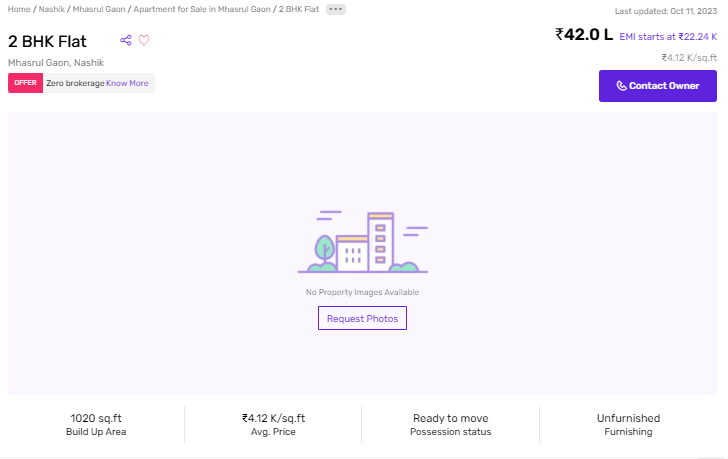 Home / Nashik / Mhasrul Gaon / Apartment for Sale in Mhasrul Gaon / 2 BHK Flat •••
Last updated: Oct 11, 2023
2 BHK Flat
₹42.0 L EMI starts at ₹22.24 K
Mhasrul Gaon, Nashik
₹4.12 K/sq.ft
OFFER Zero brokerage Know More
Contact Owner
No Property Images Available
Request Photos
1020 sq.ft
Build Up Area
₹4.12 K/sq.ft
Avg. Price
Ready to move
Possession status
Unfurnished
Furnishing